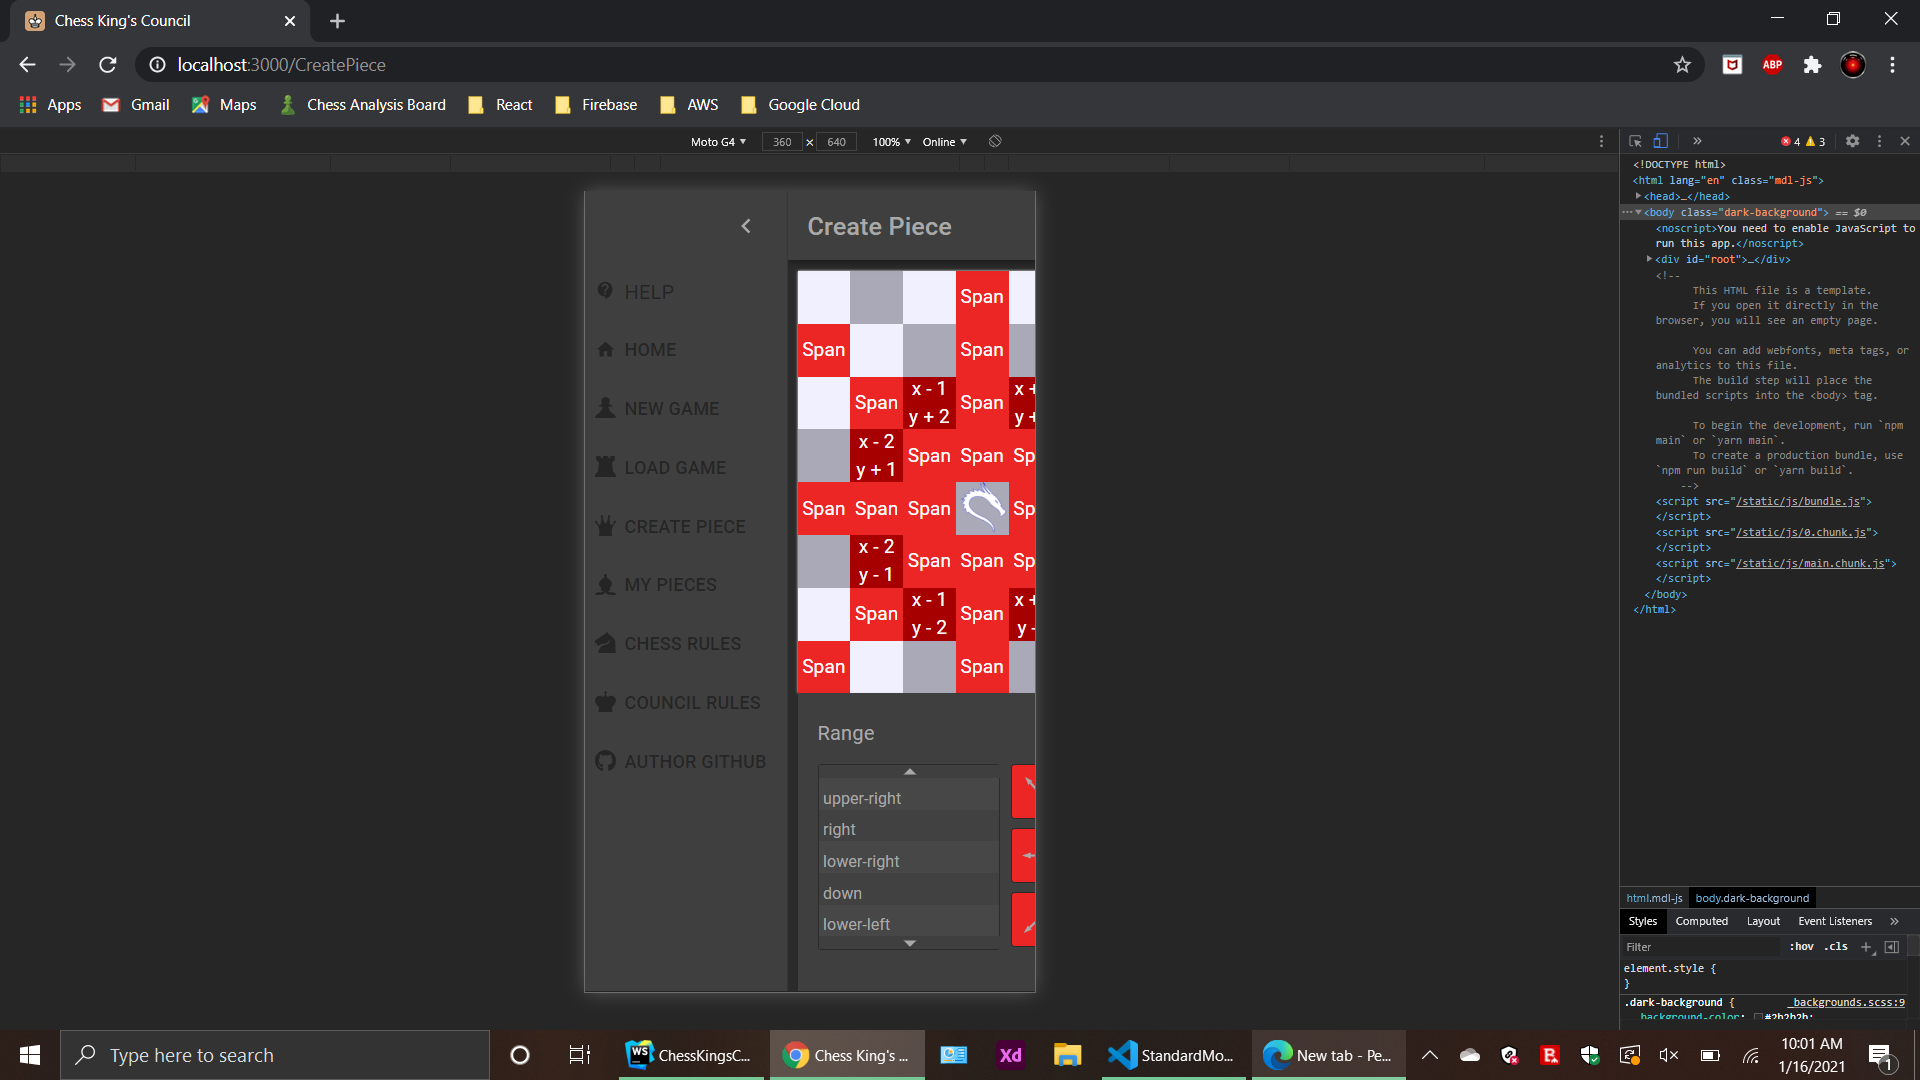 Chess King's Council
localhost:3000/CreatePiece
Apps
Gmail
Maps
Chess Analysis Board
React
Firebase
AWS
Google Cloud
ABP
Moto G4
360 × 640
100%
Online
4
3
Create Piece
HELP
HOME
NEW GAME
LOAD GAME
CREATE PIECE
MY PIECES
CHESS RULES
COUNCIL RULES
AUTHOR GITHUB
Span
Span Span
Span x - 1 y + 2 Span x + y +
x - 2 y + 1 Span Span Sp
Span Span Span Sp
x - 2 y - 1 Span Span Sp
Span x - 1 y - 2 Span x + y -
Span Span
Range
upper-right
right
lower-right
down
lower-left
<!DOCTYPE html>
<html lang="en" class="mdl-js">
<head>…</head>
<body class="dark-background"> == $0
<noscript>You need to enable JavaScript to
run this app.</noscript>
<div id="root">…</div>
<!--
This HTML file is a template.
If you open it directly in the
browser, you will see an empty page.
You can add webfonts, meta tags, or
analytics to this file.
The build step will place the
bundled scripts into the <body> tag.
To begin the development, run `npm
main` or `yarn main`.
To create a production bundle, use
`npm run build` or `yarn build`.
-->
<script src="/static/js/bundle.js">
</script>
<script src="/static/js/0.chunk.js">
</script>
<script src="/static/js/main.chunk.js">
</script>
</body>
</html>
html.mdl-js body.dark-background
Styles Computed Layout Event Listeners
Filter :hov .cls
element.style {
}
.dark-background { _backgrounds.scss:9
background-color: #2b2b2b;
Type here to search
WS
ChessKingsC...
Chess King's ...
Xd
StandardMo...
New tab - Pe...
B
10:01 AM
1/16/2021
1